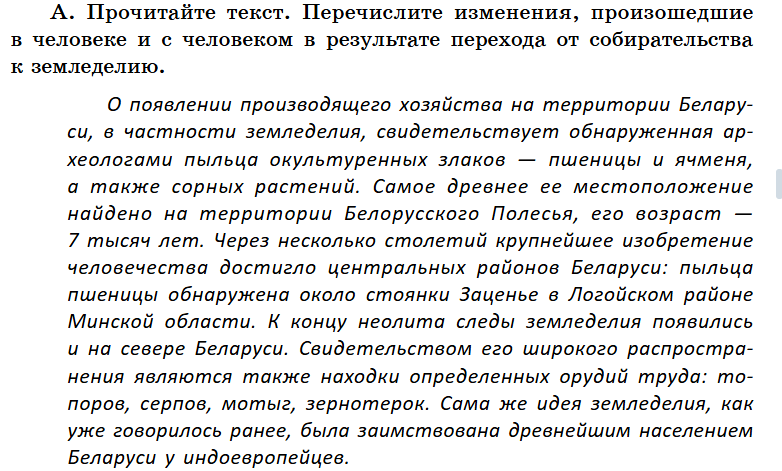 А. Прочитайте текст. Перечислите изменения, произошедшие
в человеке и с человеком в результате перехода от собирательства
к земледелию.
О появлении производящего хозяйства на территории Белару-
си, в частности земледелия, свидетельствует обнаруженная ар-
хеологами пыльца окультуренных злаков — пшеницы и ячменя,
а также сорных растений. Самое древнее ее местоположение
найдено на территории Белорусского Полесья, его возраст —
7 тысяч лет. Через несколько столетий крупнейшее изобретение
человечества достигло центральных районов Беларуси: пыльца
пшеницы обнаружена около стоянки Заценье в Логойском районе
Минской области. К концу неолита следы земледелия появились
и на севере Беларуси. Свидетельством его широкого распростра-
нения являются также находки определенных орудий труда: то-
поров, серпов, мотыг, зернотерок. Сама же идея земледелия, как
уже говорилось ранее, была заимствована древнейшим населением
Беларуси у индоевропейцев.